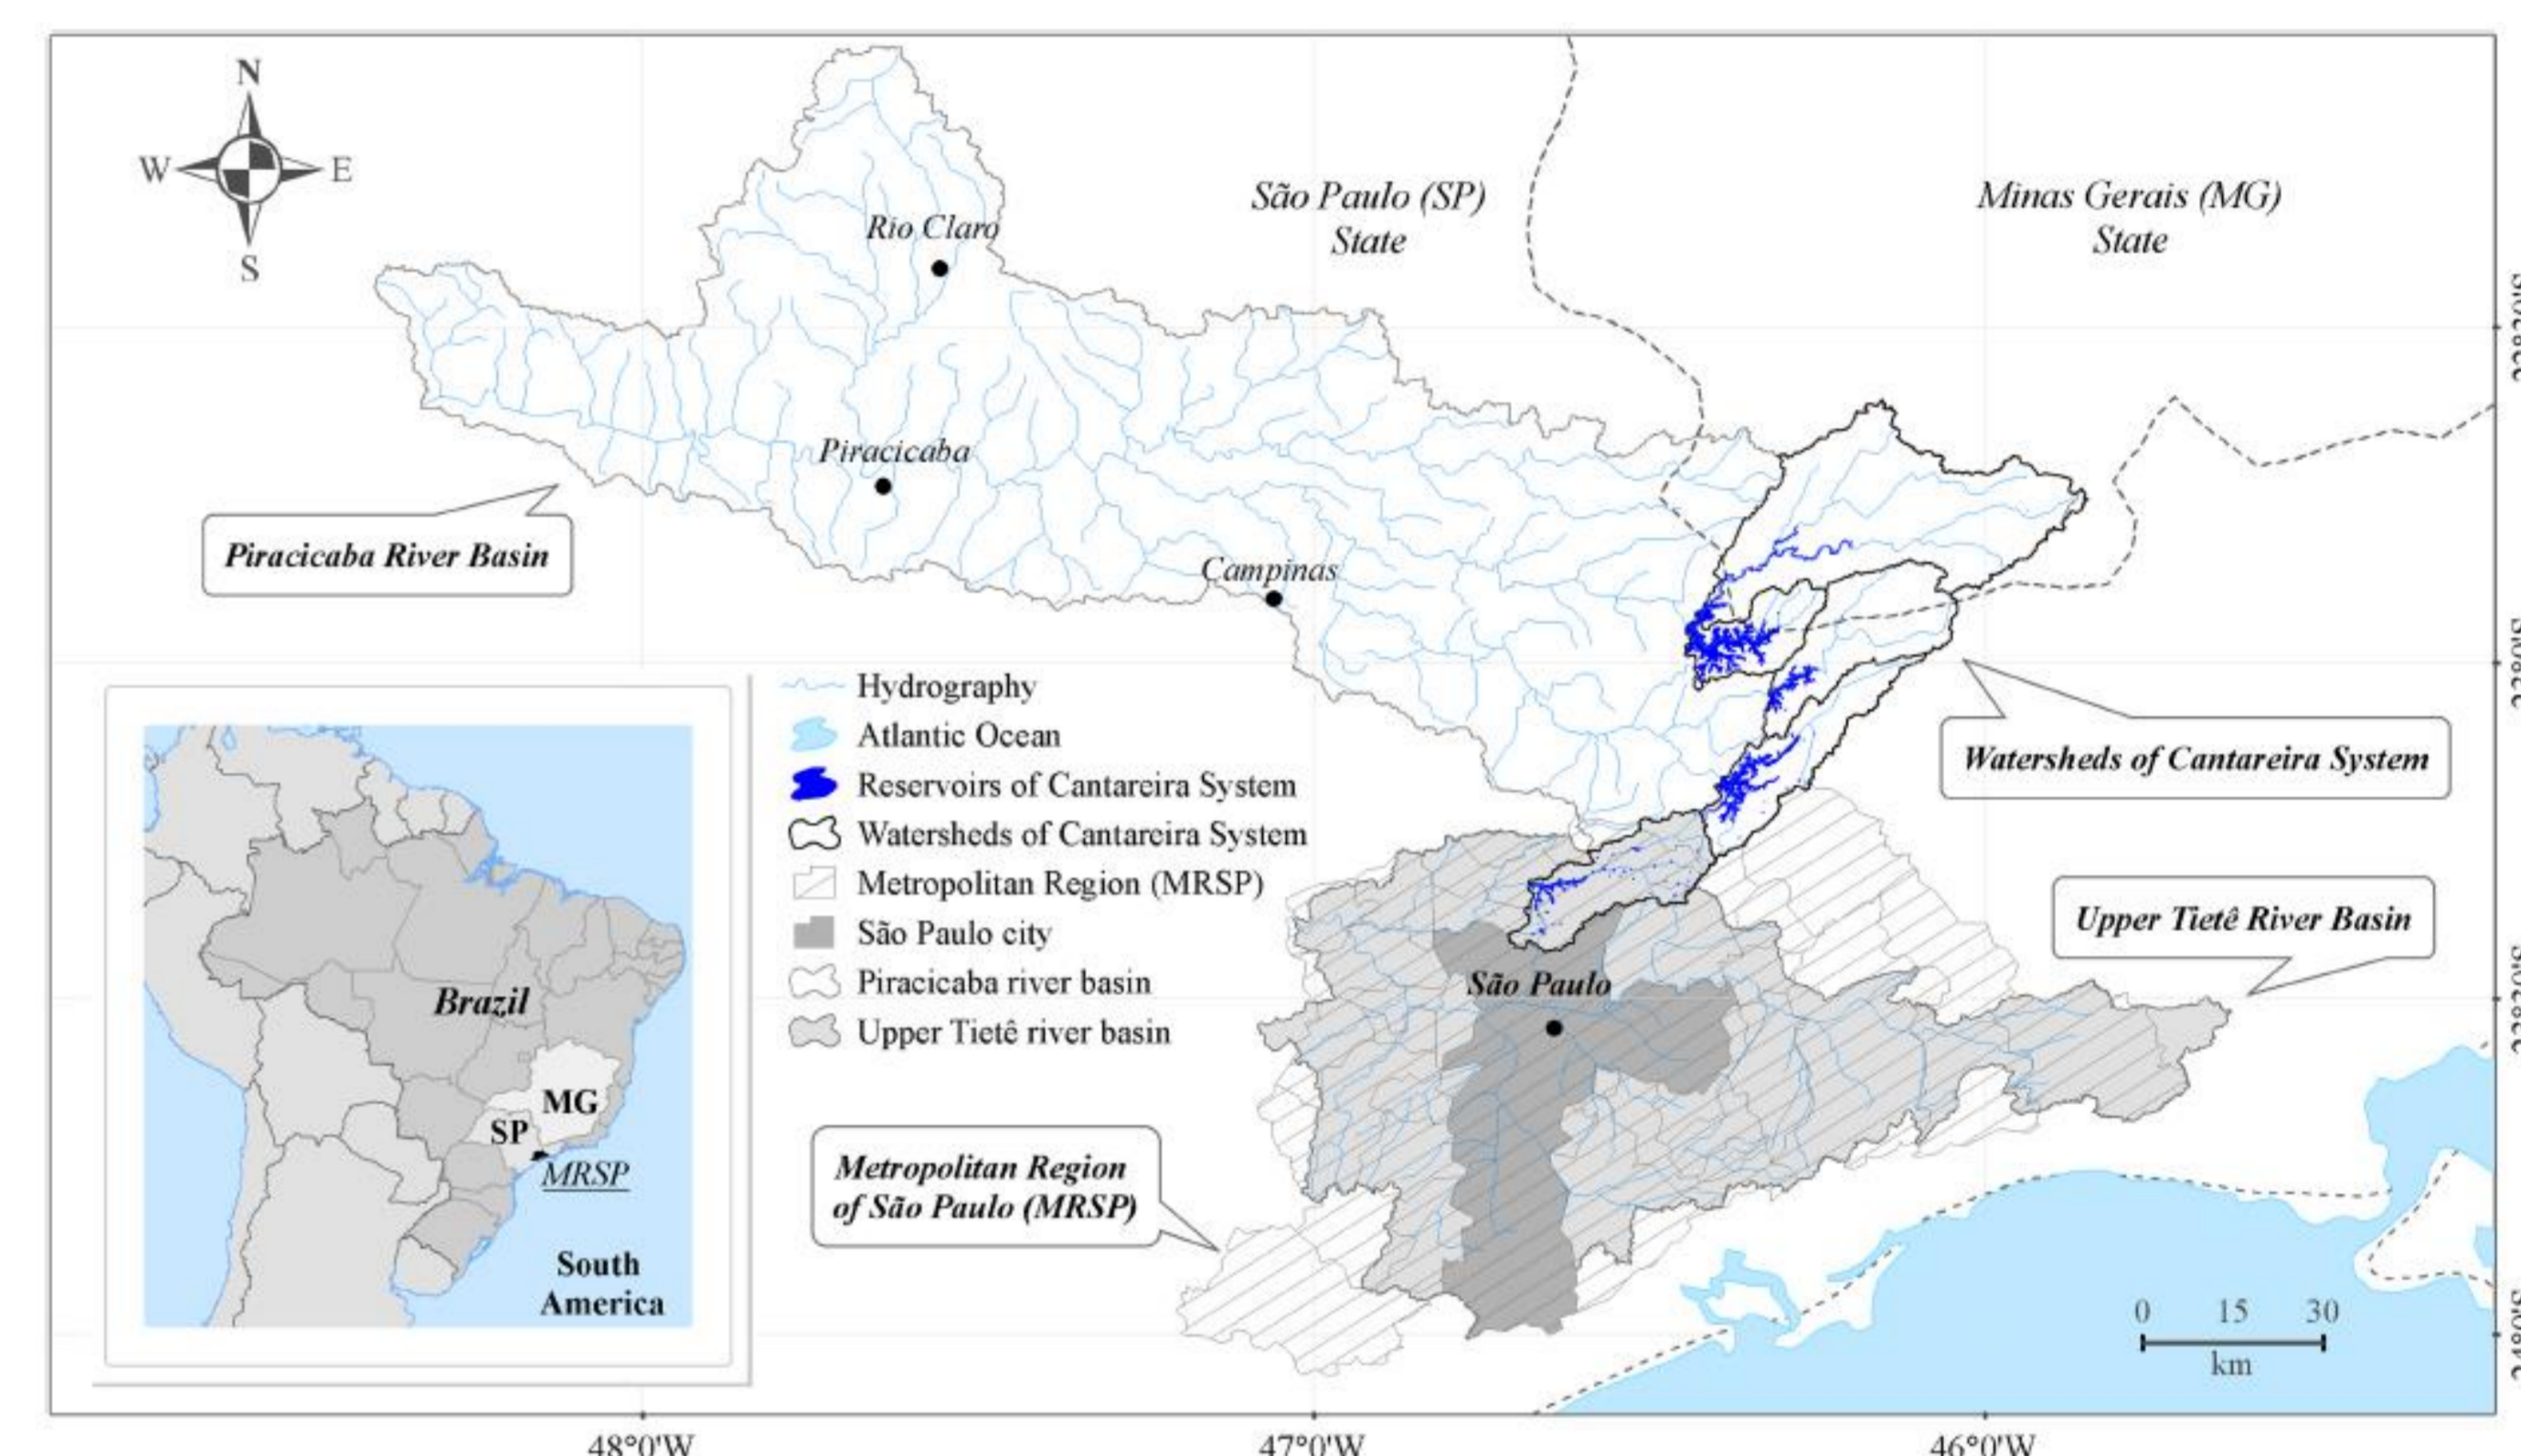 N
W E
S
São Paulo (SP)
State
Minas Gerais (MG)
State
Rio Claro
Piracicaba
Piracicaba River Basin
Campinas
Hydrography
Atlantic Ocean
Reservoirs of Cantareira System
Watersheds of Cantareira System
Metropolitan Region (MRSP)
São Paulo city
Piracicaba river basin
Upper Tietê river basin
Watersheds of Cantareira System
Upper Tietê River Basin
São Paulo
Metropolitan Region
of São Paulo (MRSP)
Brazil
MG
SP
MRSP
South
America
0 15 30
km
48°0'W 47°0'W 46°0'W